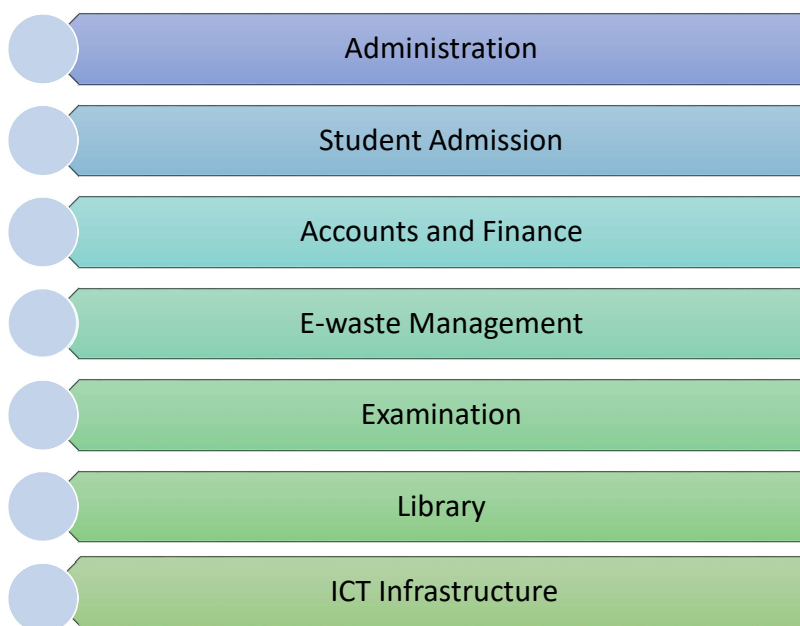 Administration
Student Admission
Accounts and Finance
E-waste Management
Examination
Library
ICT Infrastructure